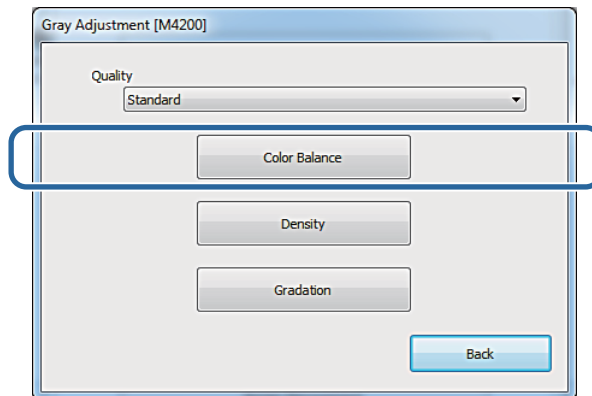 Gray Adjustment [M4200]
Quality
Standard
Color Balance
Density
Gradation
Back